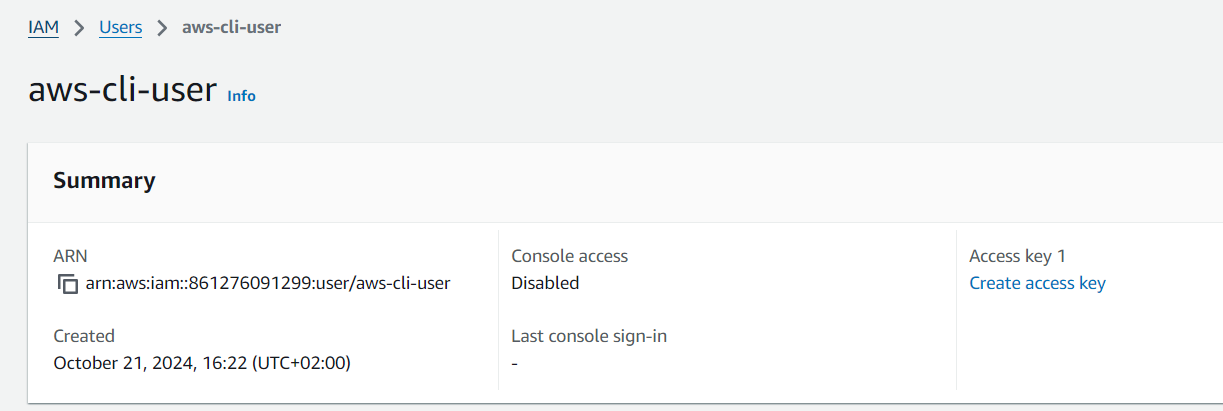 IAM > Users > aws-cli-user
aws-cli-user Info
Summary
ARN
arn:aws:iam::861276091299:user/aws-cli-user
Created
October 21, 2024, 16:22 (UTC+02:00)
Console access
Disabled
Last console sign-in
-
Access key 1
Create access key